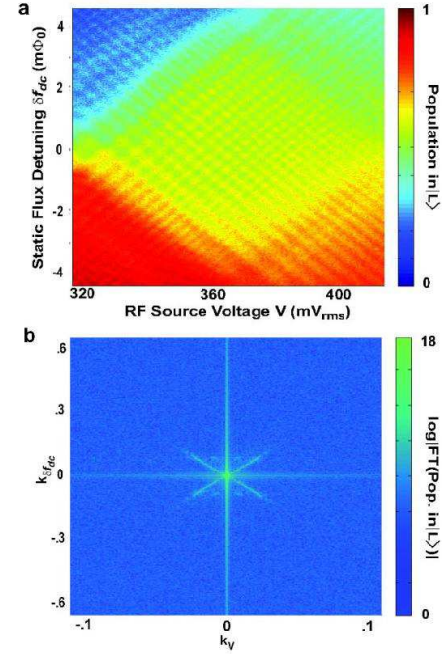 a
Static Flux Detuning δf_dc (mΦ₀)
4
2
0
-2
-4
320
360
400
RF Source Voltage V (mV_rms)
1
0
Population in|L⟩
b
k_δf_dc
.6
.3
0
-.3
-.6
-.1
0
.1
k_V
18
0
log|FT(Pop. in|L⟩)|